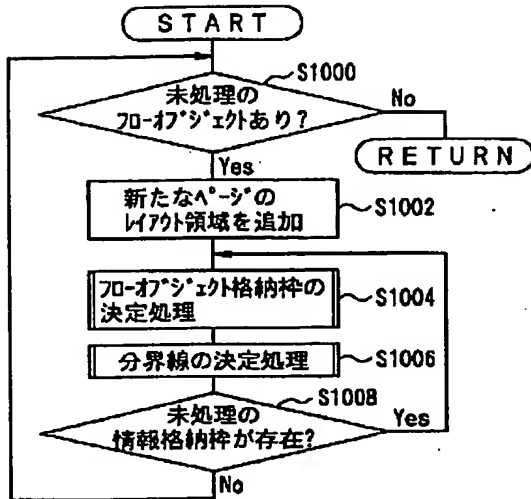 START
S1000
未処理の
フローオブジェクトあり?
No
RETURN
Yes
新たなページの
レイアウト領域を追加
S1002
フローオブジェクト格納枠の
決定処理
S1004
分界線の決定処理
S1006
S1008
未処理の
情報格納枠が存在?
Yes
No